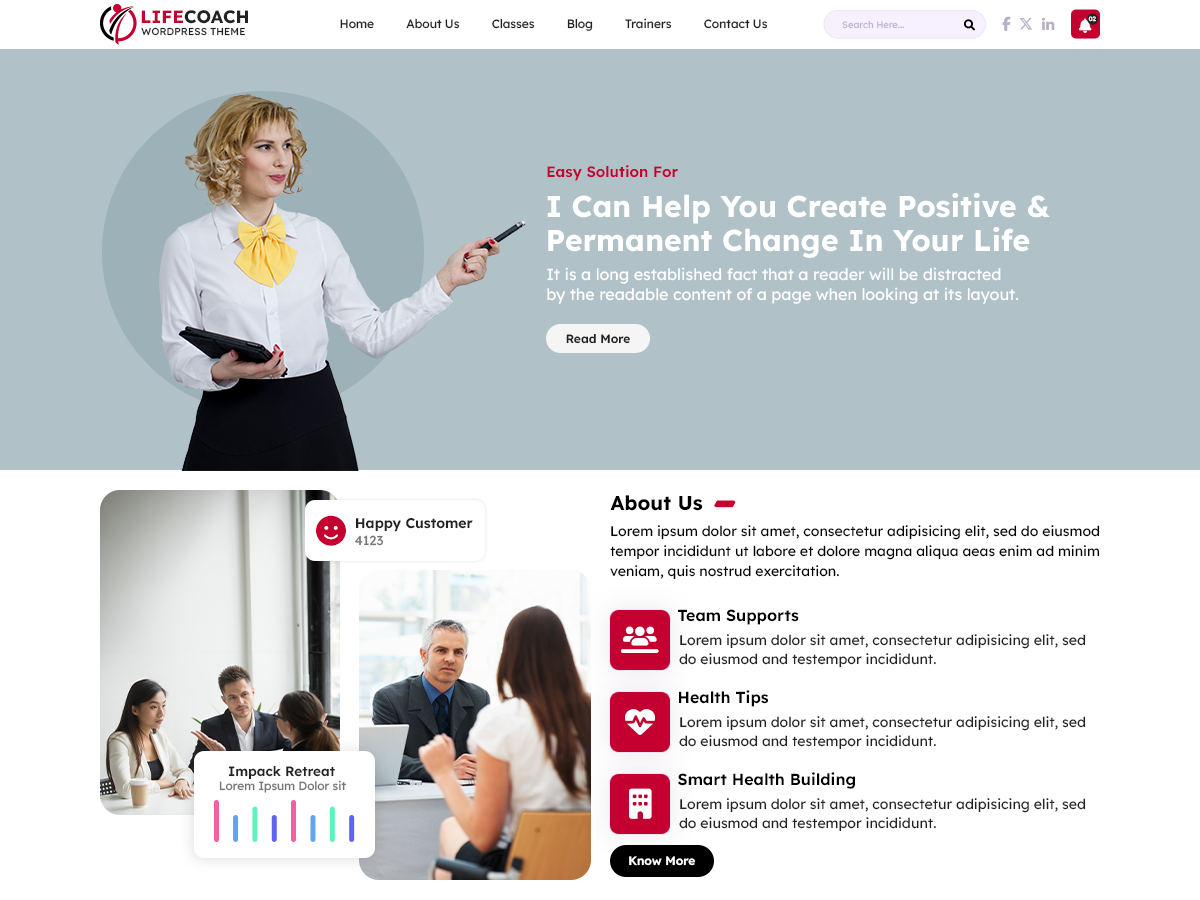 LIFECOACH
WORDPRESS THEME
Home
About Us
Classes
Blog
Trainers
Contact Us
Search Here...
02
Easy Solution For
I Can Help You Create Positive &
Permanent Change In Your Life
It is a long established fact that a reader will be distracted
by the readable content of a page when looking at its layout.
Read More
Happy Customer
4123
Impack Retreat
Lorem Ipsum Dolor sit
About Us
Lorem ipsum dolor sit amet, consectetur adipisicing elit, sed do eiusmod
tempor incididunt ut labore et dolore magna aliqua aeas enim ad minim
veniam, quis nostrud exercitation.
Team Supports
Lorem ipsum dolor sit amet, consectetur adipisicing elit, sed
do eiusmod and testempor incididunt.
Health Tips
Lorem ipsum dolor sit amet, consectetur adipisicing elit, sed
do eiusmod and testempor incididunt.
Smart Health Building
Lorem ipsum dolor sit amet, consectetur adipisicing elit, sed
do eiusmod and testempor incididunt.
Know More